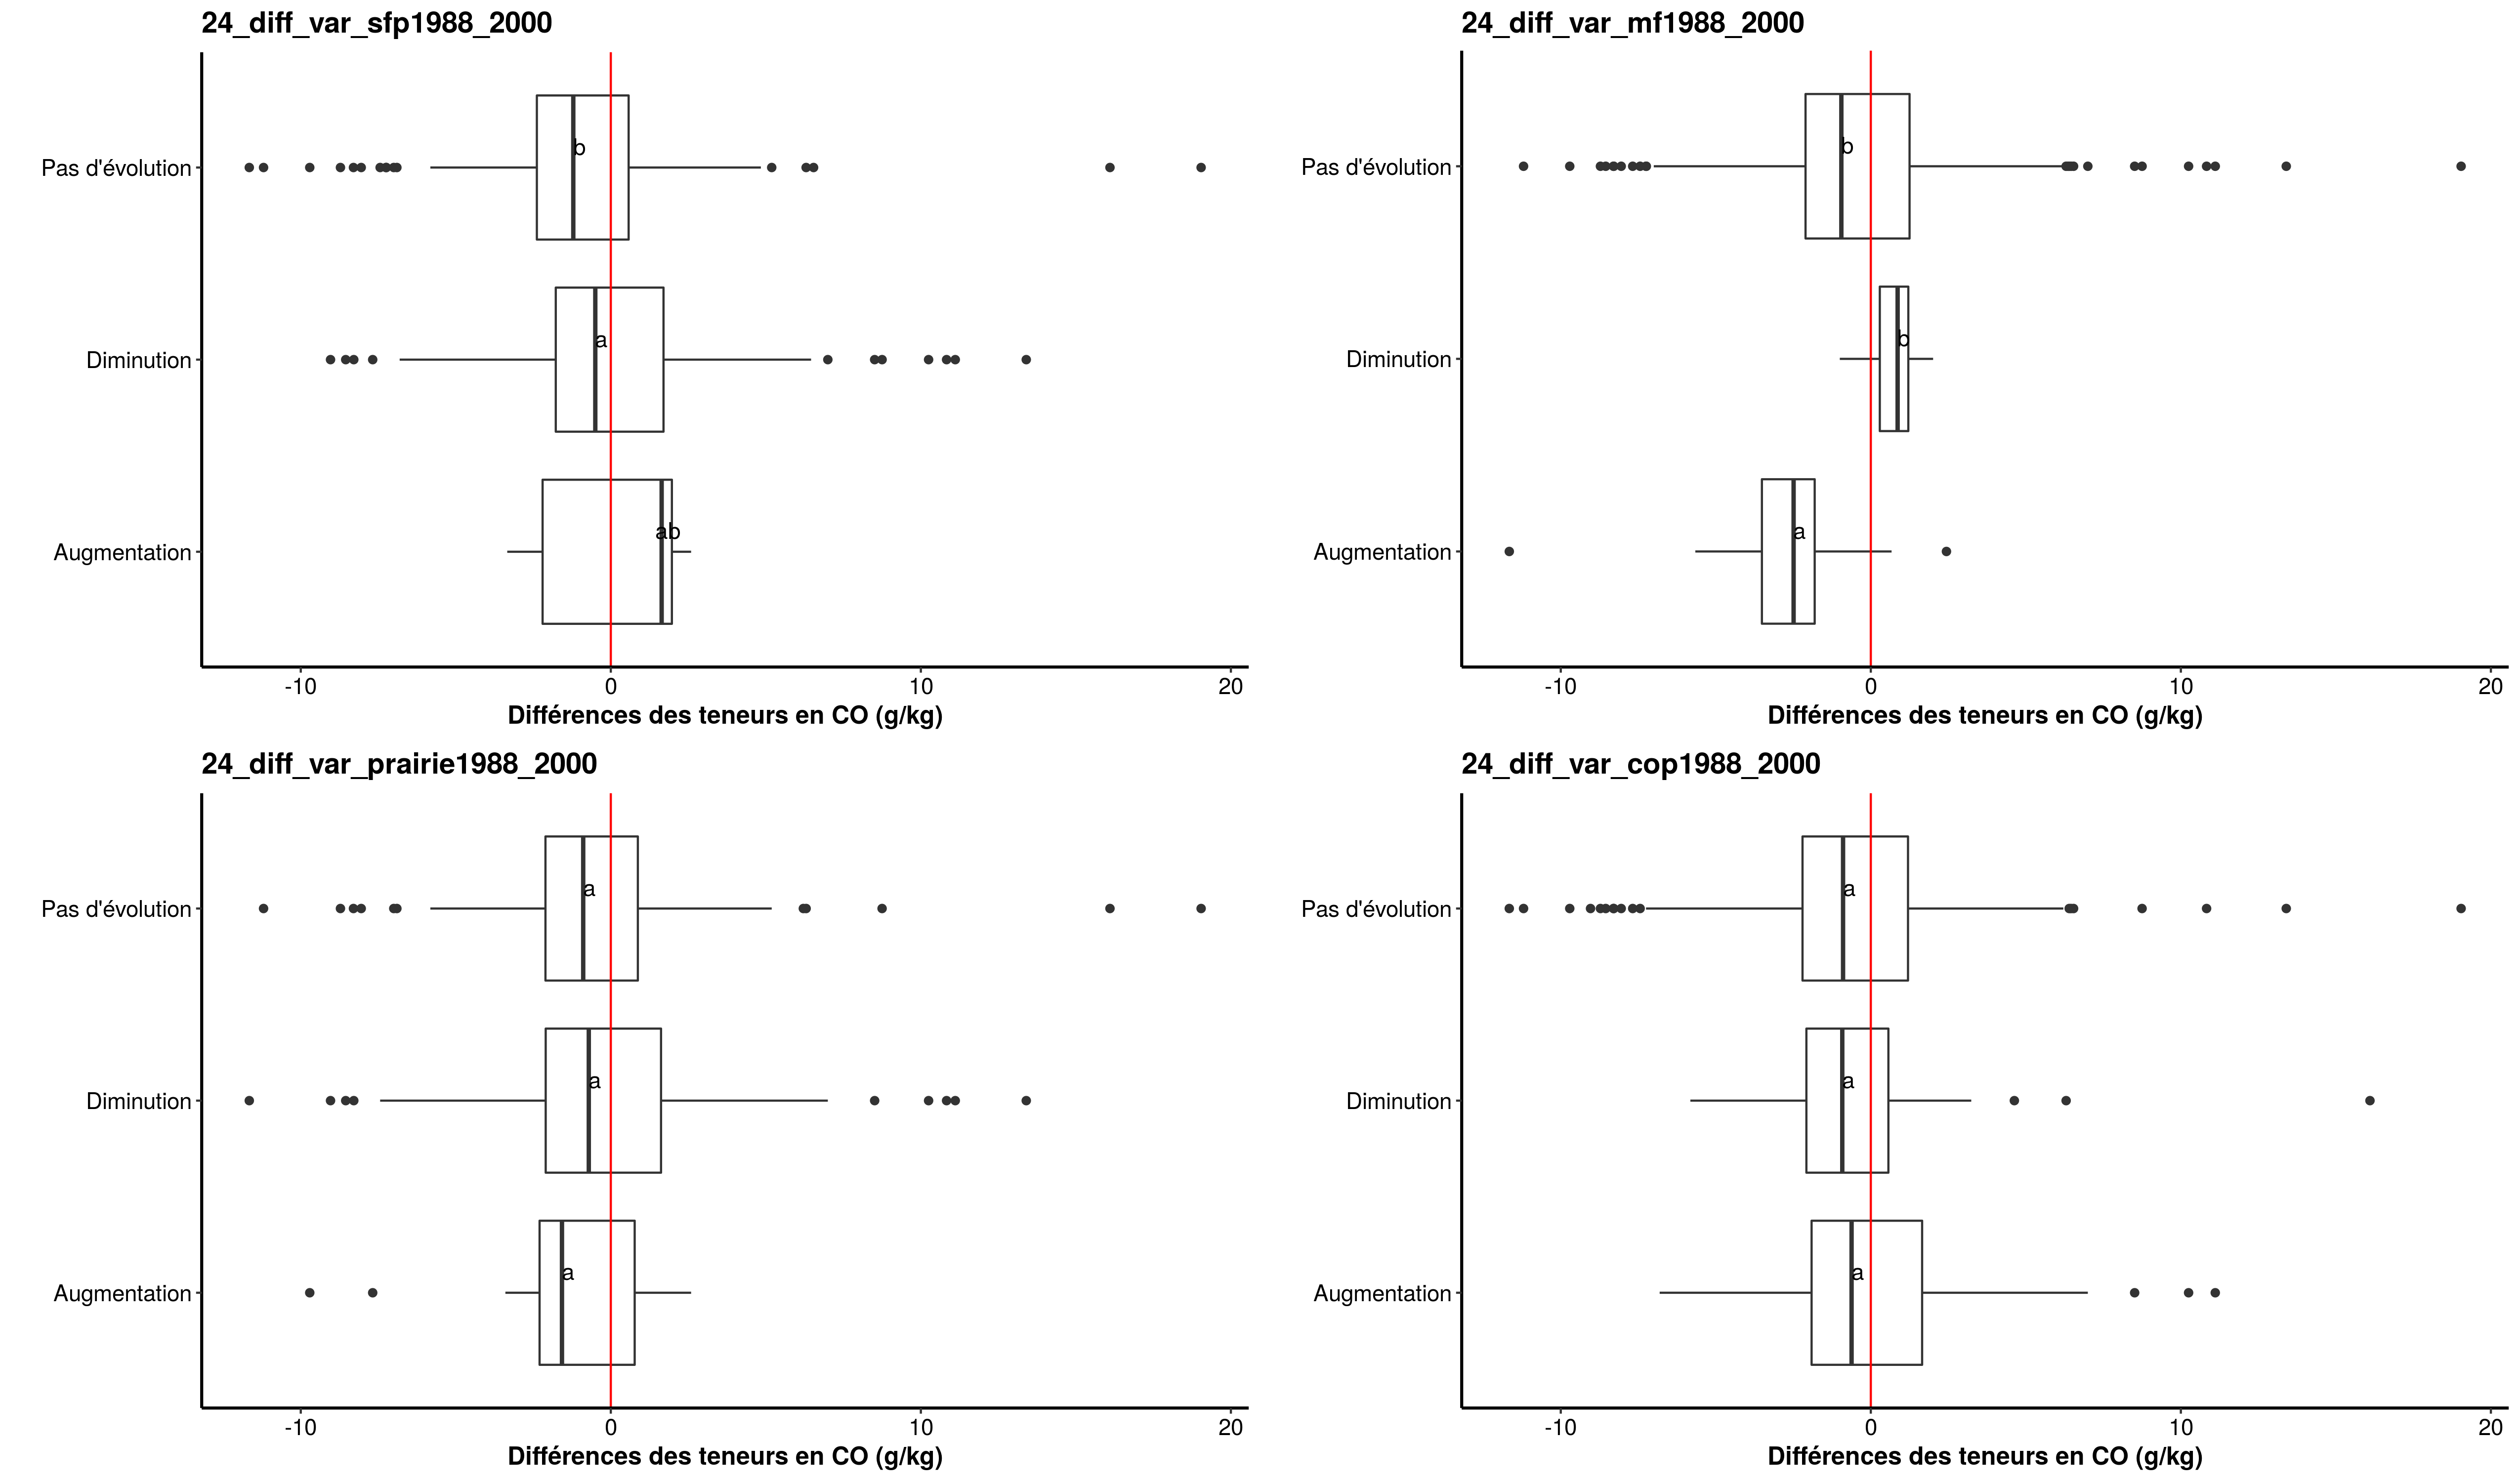 24_diff_var_sfp1988_2000
Pas d'évolution
b
Diminution
a
Augmentation
ab
-10 0 10 20
Différences des teneurs en CO (g/kg)
24_diff_var_mf1988_2000
Pas d'évolution
b
Diminution
b
Augmentation
a
-10 0 10 20
Différences des teneurs en CO (g/kg)
24_diff_var_prairie1988_2000
Pas d'évolution
a
Diminution
a
Augmentation
a
-10 0 10 20
Différences des teneurs en CO (g/kg)
24_diff_var_cop1988_2000
Pas d'évolution
a
Diminution
a
Augmentation
a
-10 0 10 20
Différences des teneurs en CO (g/kg)